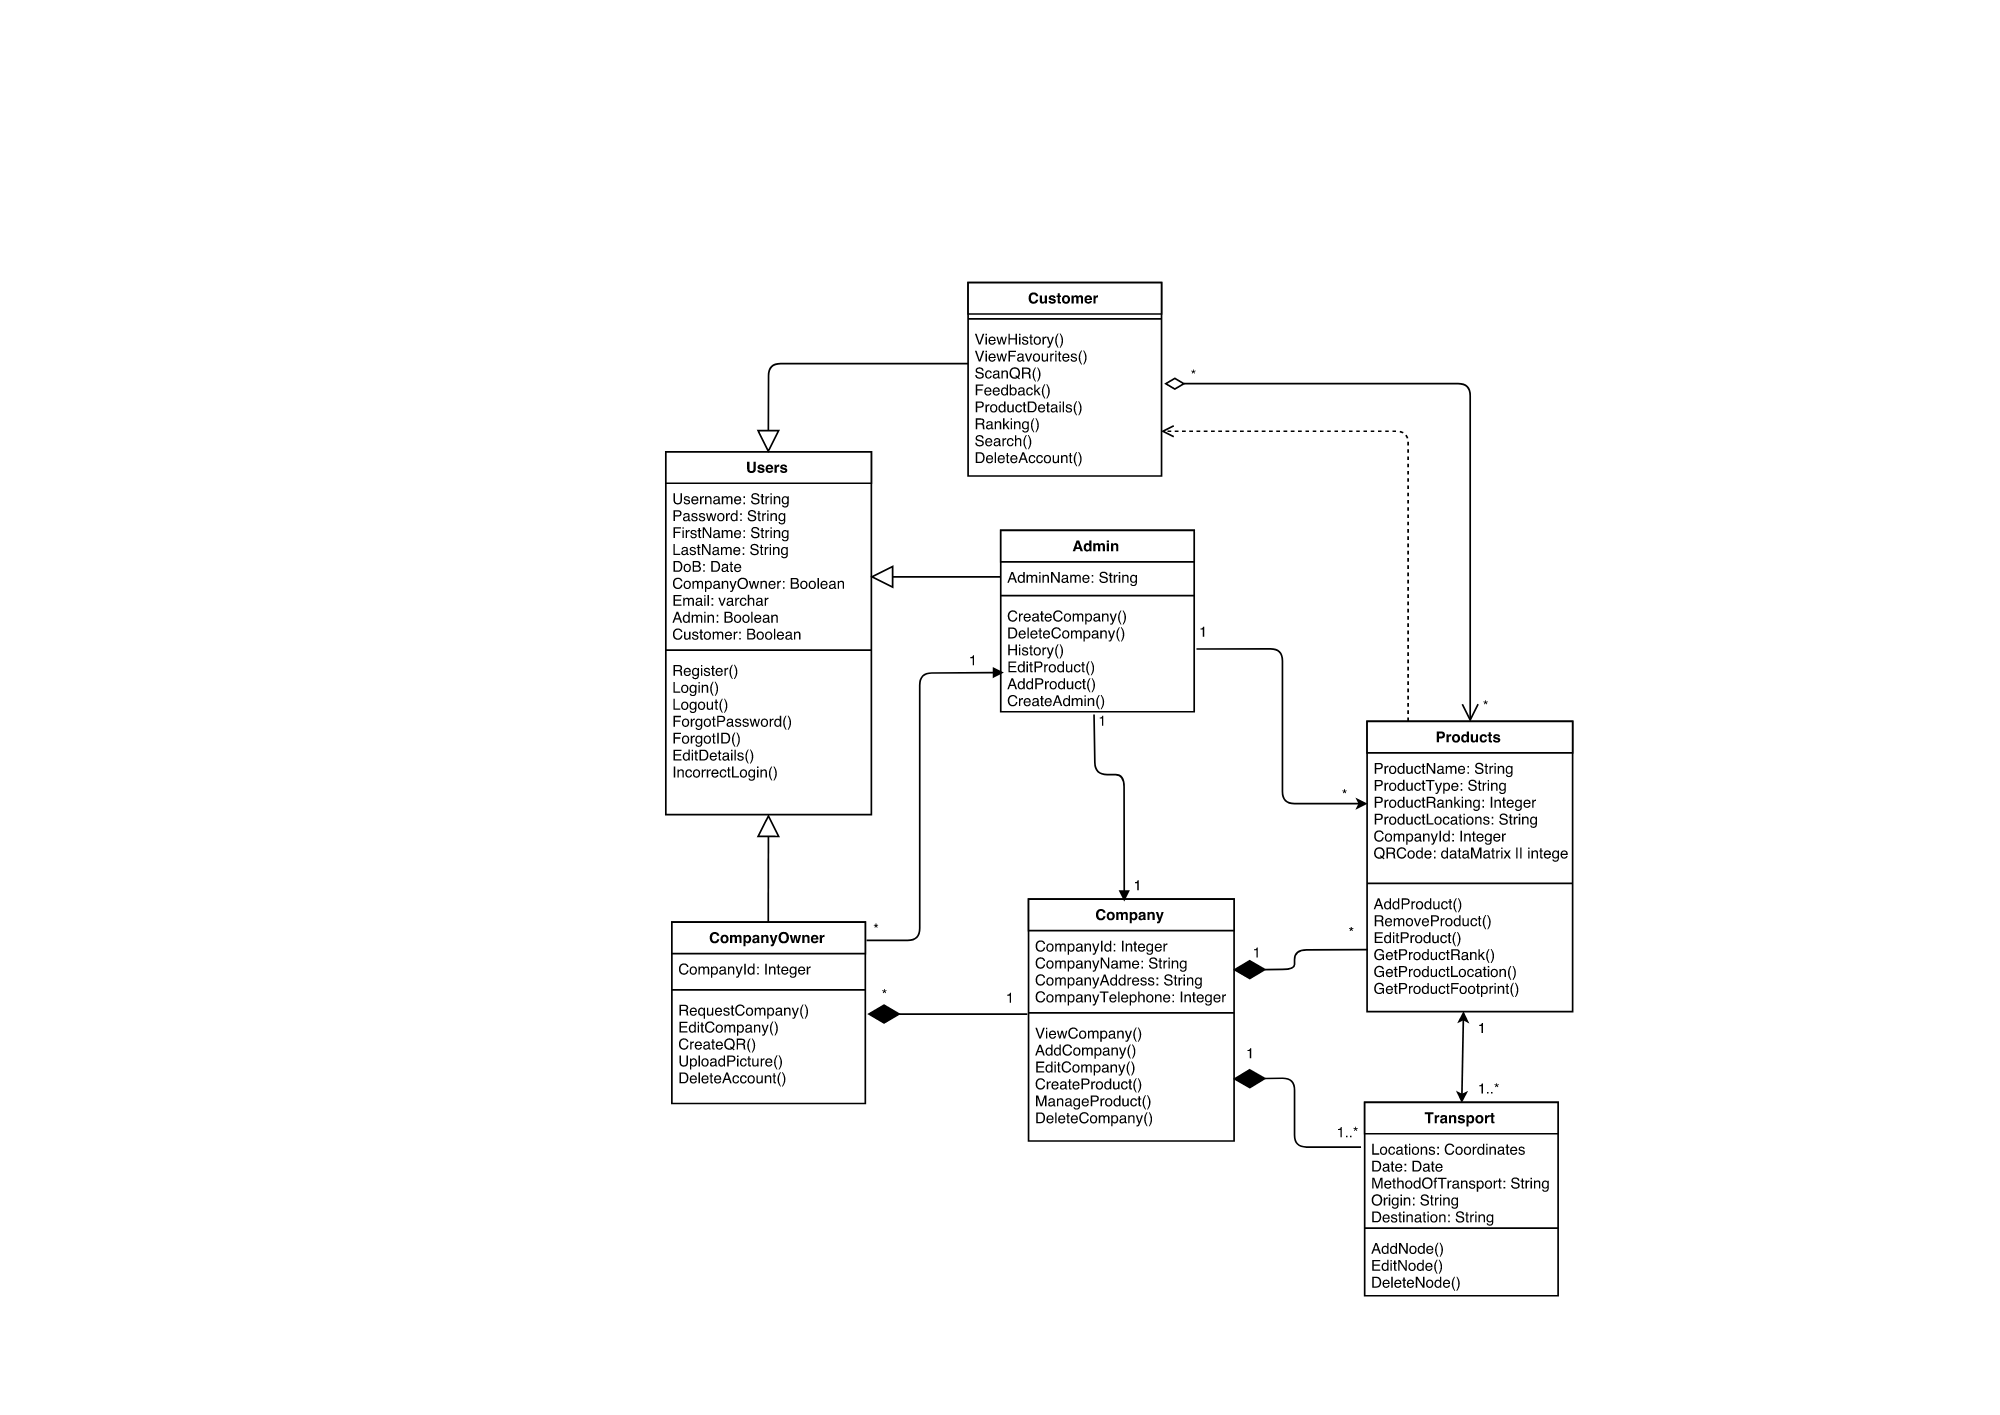 Customer
ViewHistory()
ViewFavourites()
ScanQR()
Feedback()
ProductDetails()
Ranking()
Search()
DeleteAccount()
*
*
Users
Username: String
Password: String
FirstName: String
LastName: String
DoB: Date
CompanyOwner: Boolean
Email: varchar
Admin: Boolean
Customer: Boolean
Register()
Login()
Logout()
ForgotPassword()
ForgotID()
EditDetails()
IncorrectLogin()
Admin
AdminName: String
CreateCompany()
DeleteCompany()
History()
EditProduct()
AddProduct()
CreateAdmin()
1
1
1
*
Products
ProductName: String
ProductType: String
ProductRanking: Integer
ProductLocations: String
CompanyId: Integer
QRCode: dataMatrix || intege
AddProduct()
RemoveProduct()
EditProduct()
GetProductRank()
GetProductLocation()
GetProductFootprint()
CompanyOwner
CompanyId: Integer
RequestCompany()
EditCompany()
CreateQR()
UploadPicture()
DeleteAccount()
*
*
1
1
Company
CompanyId: Integer
CompanyName: String
CompanyAddress: String
CompanyTelephone: Integer
ViewCompany()
AddCompany()
EditCompany()
CreateProduct()
ManageProduct()
DeleteCompany()
1
*
1
1..*
1
1..*
Transport
Locations: Coordinates
Date: Date
MethodOfTransport: String
Origin: String
Destination: String
AddNode()
EditNode()
DeleteNode()